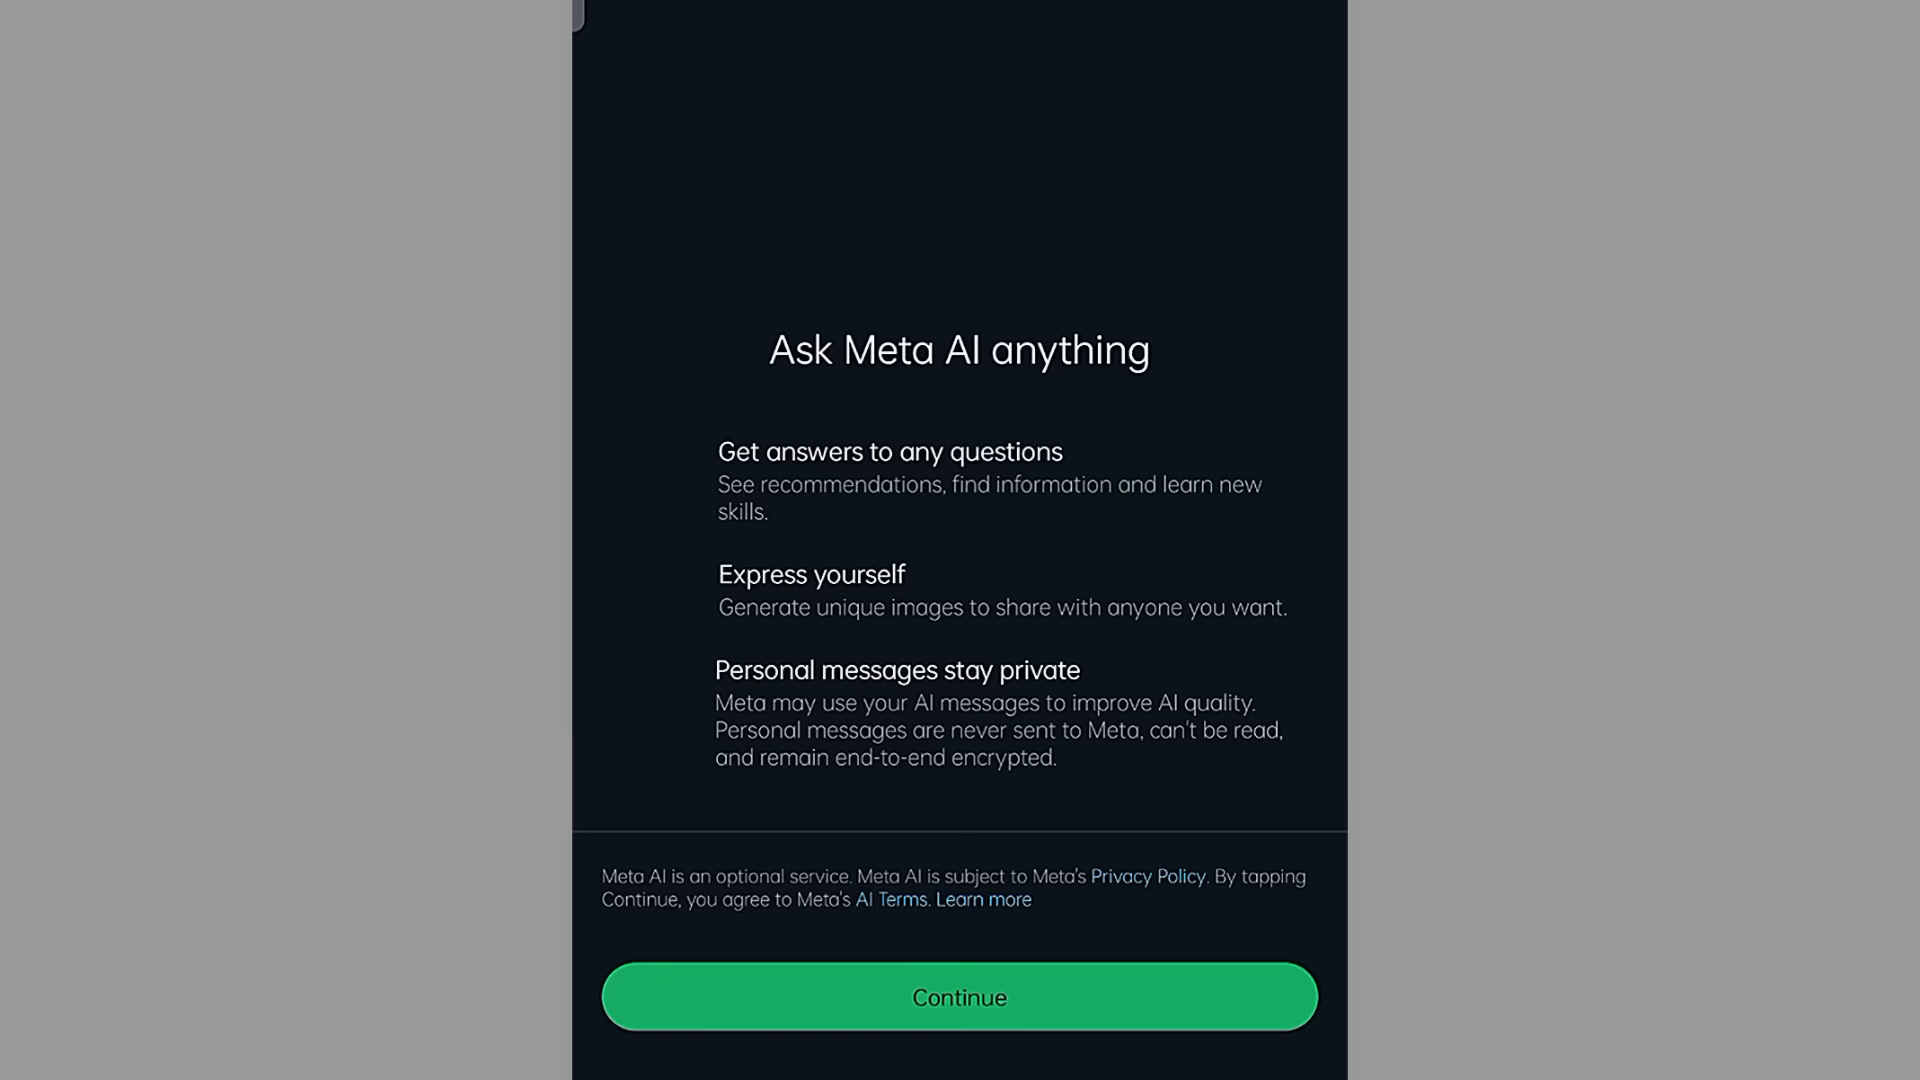 Ask Meta AI anything
Get answers to any questions
See recommendations, find information and learn new
skills.
Express yourself
Generate unique images to share with anyone you want.
Personal messages stay private
Meta may use your AI messages to improve AI quality.
Personal messages are never sent to Meta, can't be read,
and remain end-to-end encrypted.
Meta AI is an optional service. Meta AI is subject to Meta's Privacy Policy. By tapping
Continue, you agree to Meta's AI Terms. Learn more
Continue